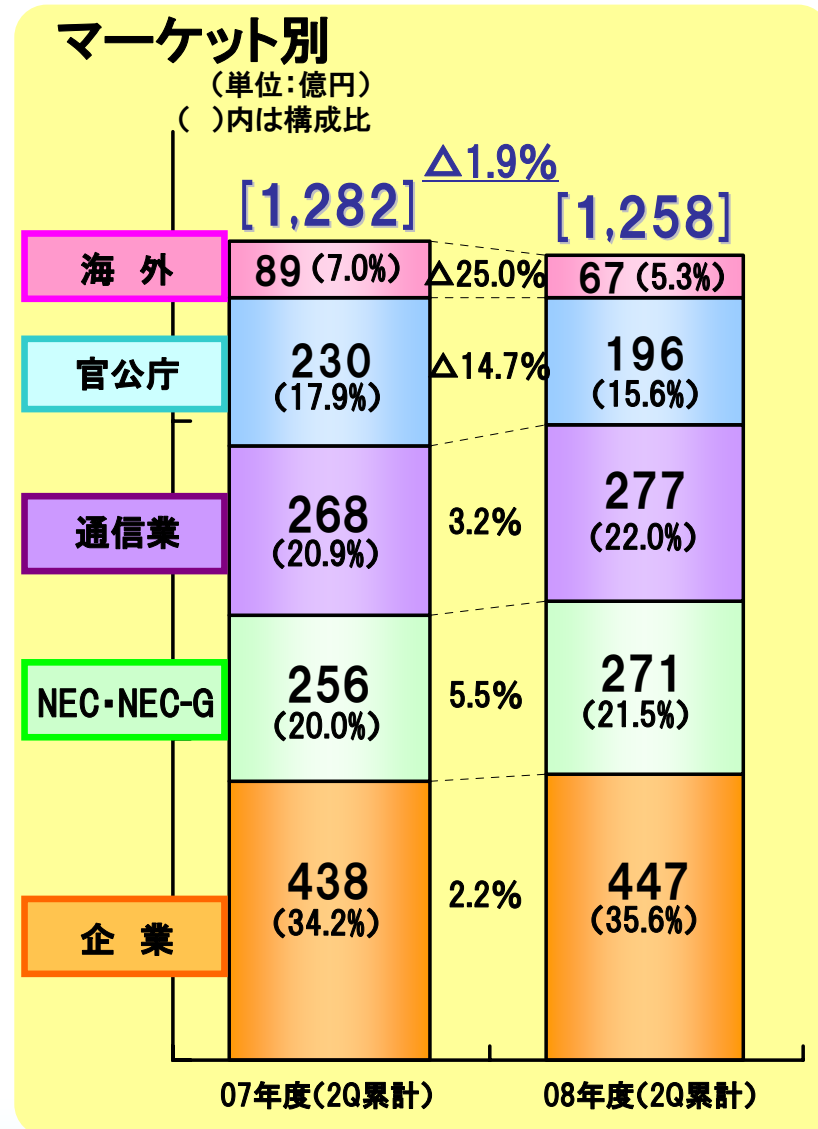 マーケット別
(単位:億円)
(　)内は構成比
△1.9%
[1,282]
[1,258]
海　外
89(7.0%)
△25.0%
67(5.3%)
官公庁
230
(17.9%)
△14.7%
196
(15.6%)
通信業
268
(20.9%)
3.2%
277
(22.0%)
NEC・NEC-G
256
(20.0%)
5.5%
271
(21.5%)
企　業
438
(34.2%)
2.2%
447
(35.6%)
07年度(2Q累計)
08年度(2Q累計)